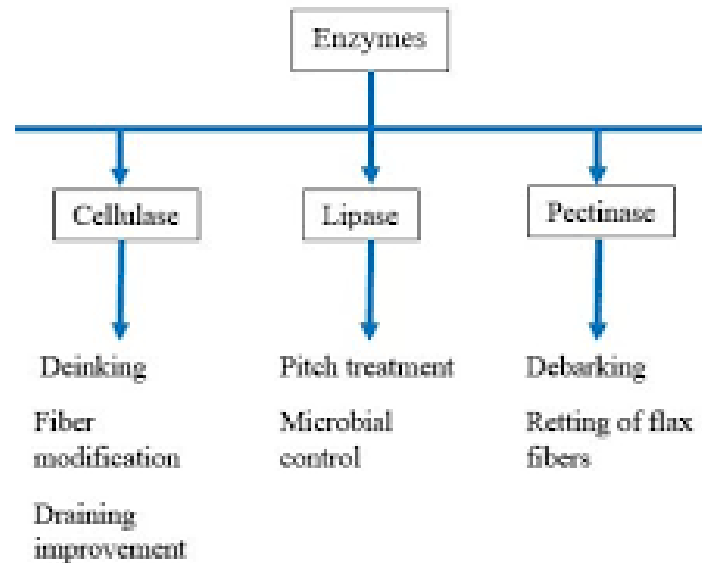 Enzymes
Cellulase
Lipase
Pectinase
Deinking
Fiber
modification
Draining
improvement
Pitch treatment
Microbial
control
Debarking
Retting of flax
fibers